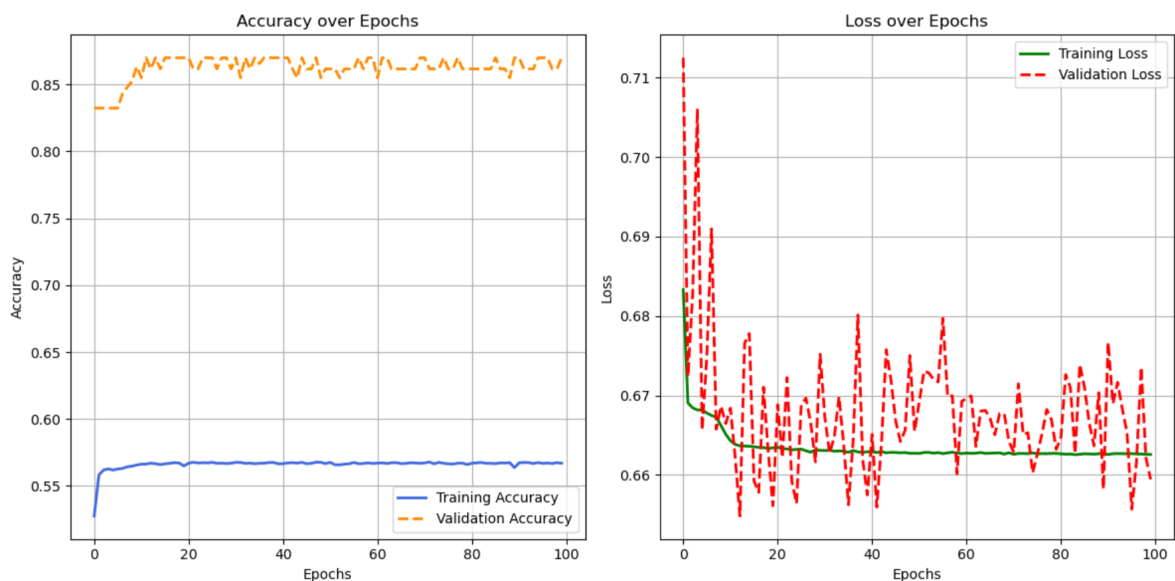 Accuracy over Epochs
0.85
0.80
0.75
0.70
0.65
0.60
0.55
Accuracy
0
20
40
60
80
100
Epochs
Training Accuracy
Validation Accuracy
Loss over Epochs
0.71
0.70
0.69
0.68
0.67
0.66
Loss
0
20
40
60
80
100
Epochs
Training Loss
Validation Loss